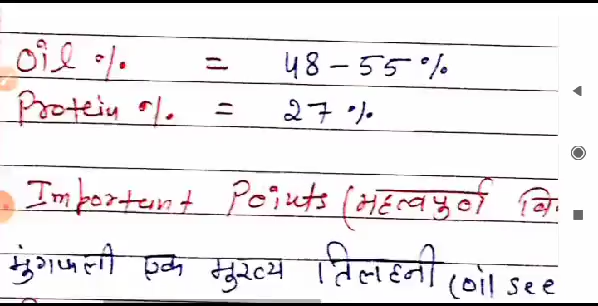 Oil %. = 48-55%
Protein %. = 27%
Important Points (महत्वपुर्ण
मुंगफली एक मुख्य तिलहनी (oil see